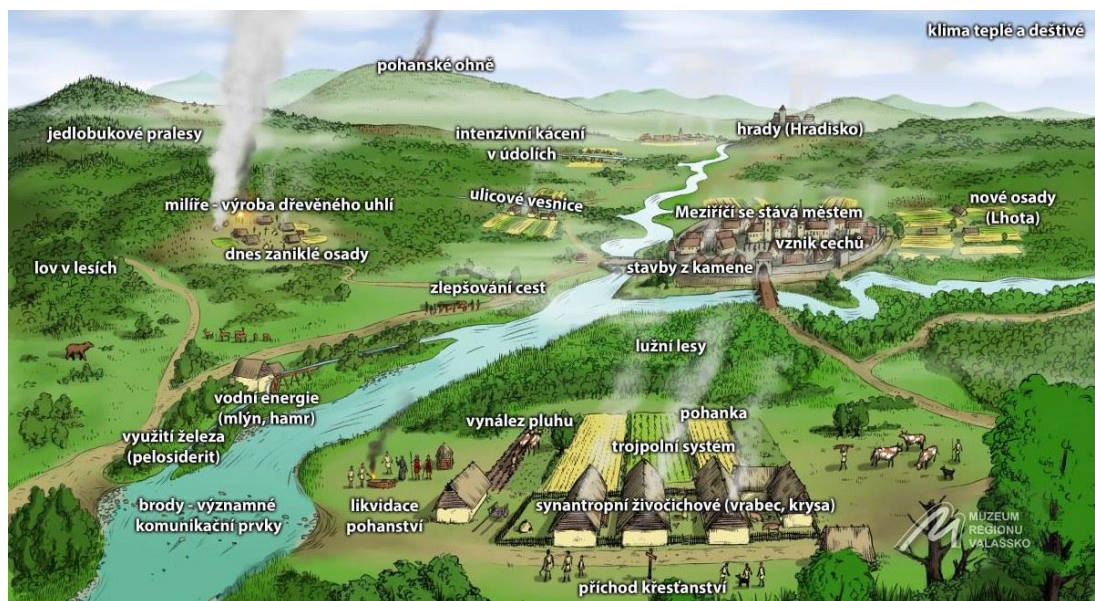 klima teplé a deštivé
pohanské ohně
jedlobukové pralesy
intenzivní kácení
v údolích
hrady (Hradisko)
milíře - výroba dřevěného uhlí
ulicové vesnice
Meziříčí se stává městem
nové osady
(Lhota)
dnes zaniklé osady
vznik cechů
lov v lesích
stavby z kamene
zlepšování cest
lužní lesy
vodní energie
(mlýn, hamr)
vynález pluhu
pohanka
využití železa
(pelosiderit)
trojpolní systém
brody - významné
komunikační prvky
likvidace
pohanství
synantropní živočichové (vrabec, krysa)
MUZEUM
REGIONU
VALAŠSKO
příchod křesťanství